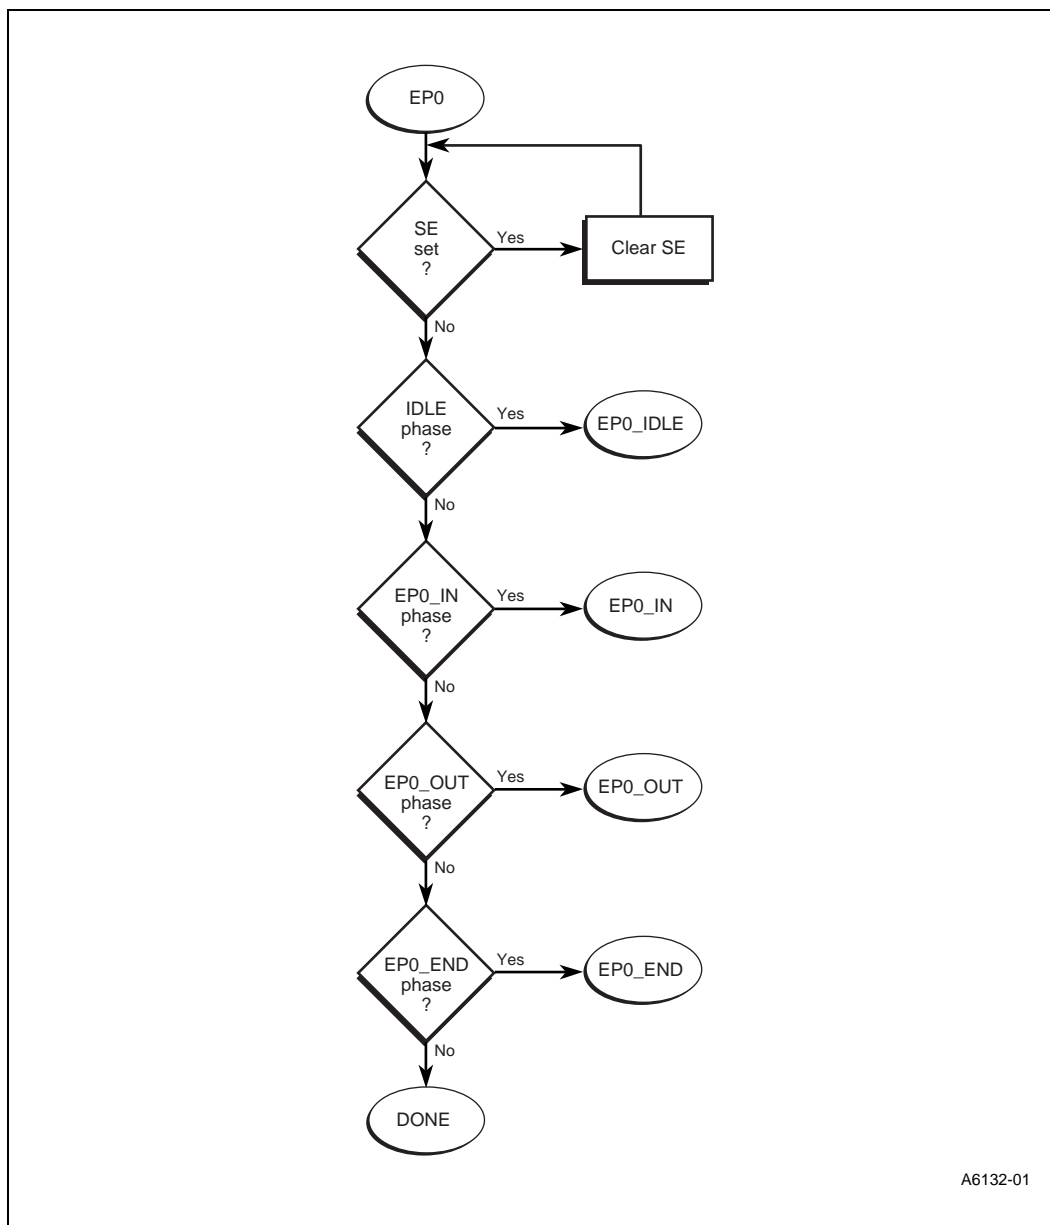 EP0
SE
set
?
Yes
Clear SE
No
IDLE
phase
?
Yes
EP0_IDLE
No
EP0_IN
phase
?
Yes
EP0_IN
No
EP0_OUT
phase
?
Yes
EP0_OUT
No
EP0_END
phase
?
Yes
EP0_END
No
DONE
A6132-01